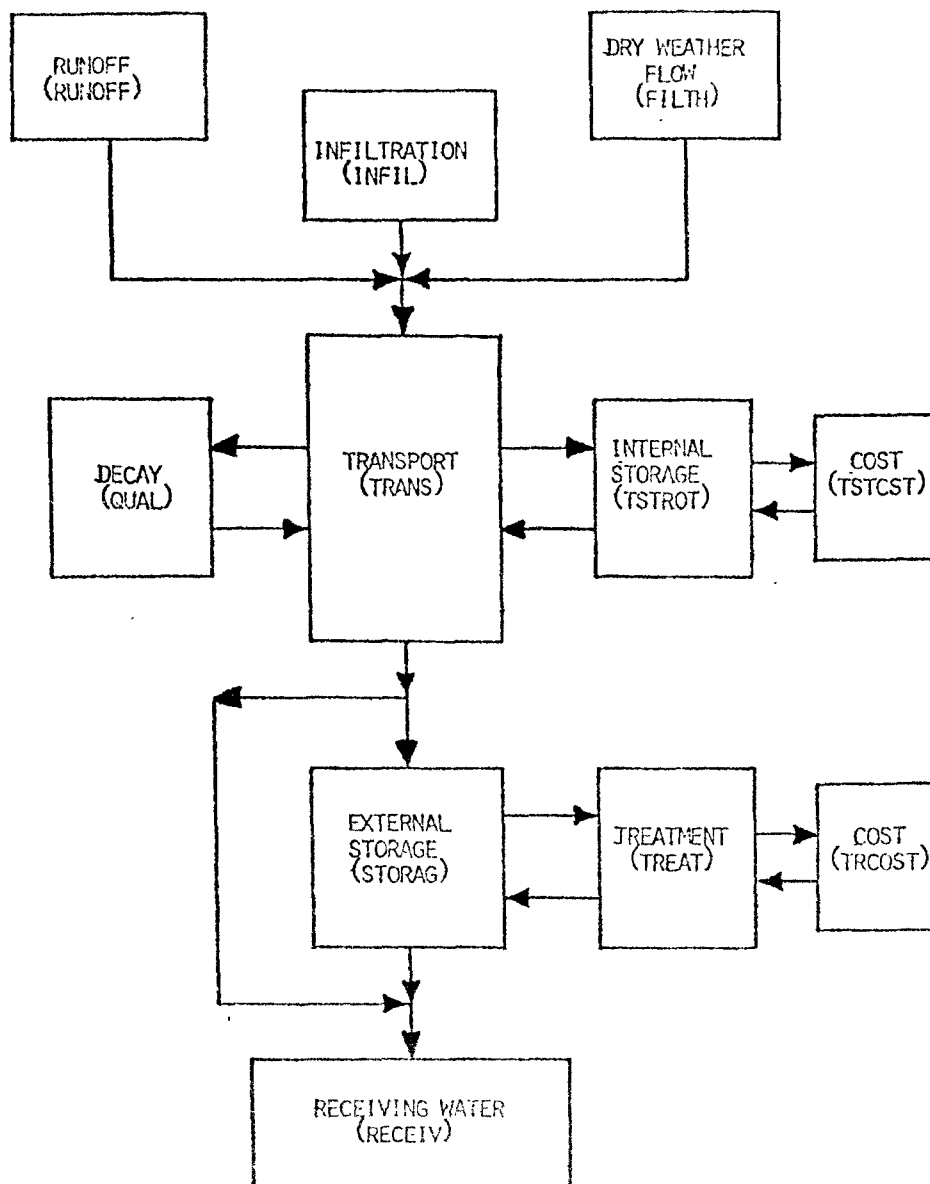 RUNOFF
(RUNOFF)
DRY WEATHER
FLOW
(FILTH)
INFILTRATION
(INFIL)
DECAY
(QUAL)
TRANSPORT
(TRANS)
INTERNAL
STORAGE
(TSTROT)
COST
(TSTCST)
EXTERNAL
STORAGE
(STORAG)
TREATMENT
(TREAT)
COST
(TRCOST)
RECEIVING WATER
(RECEIV)